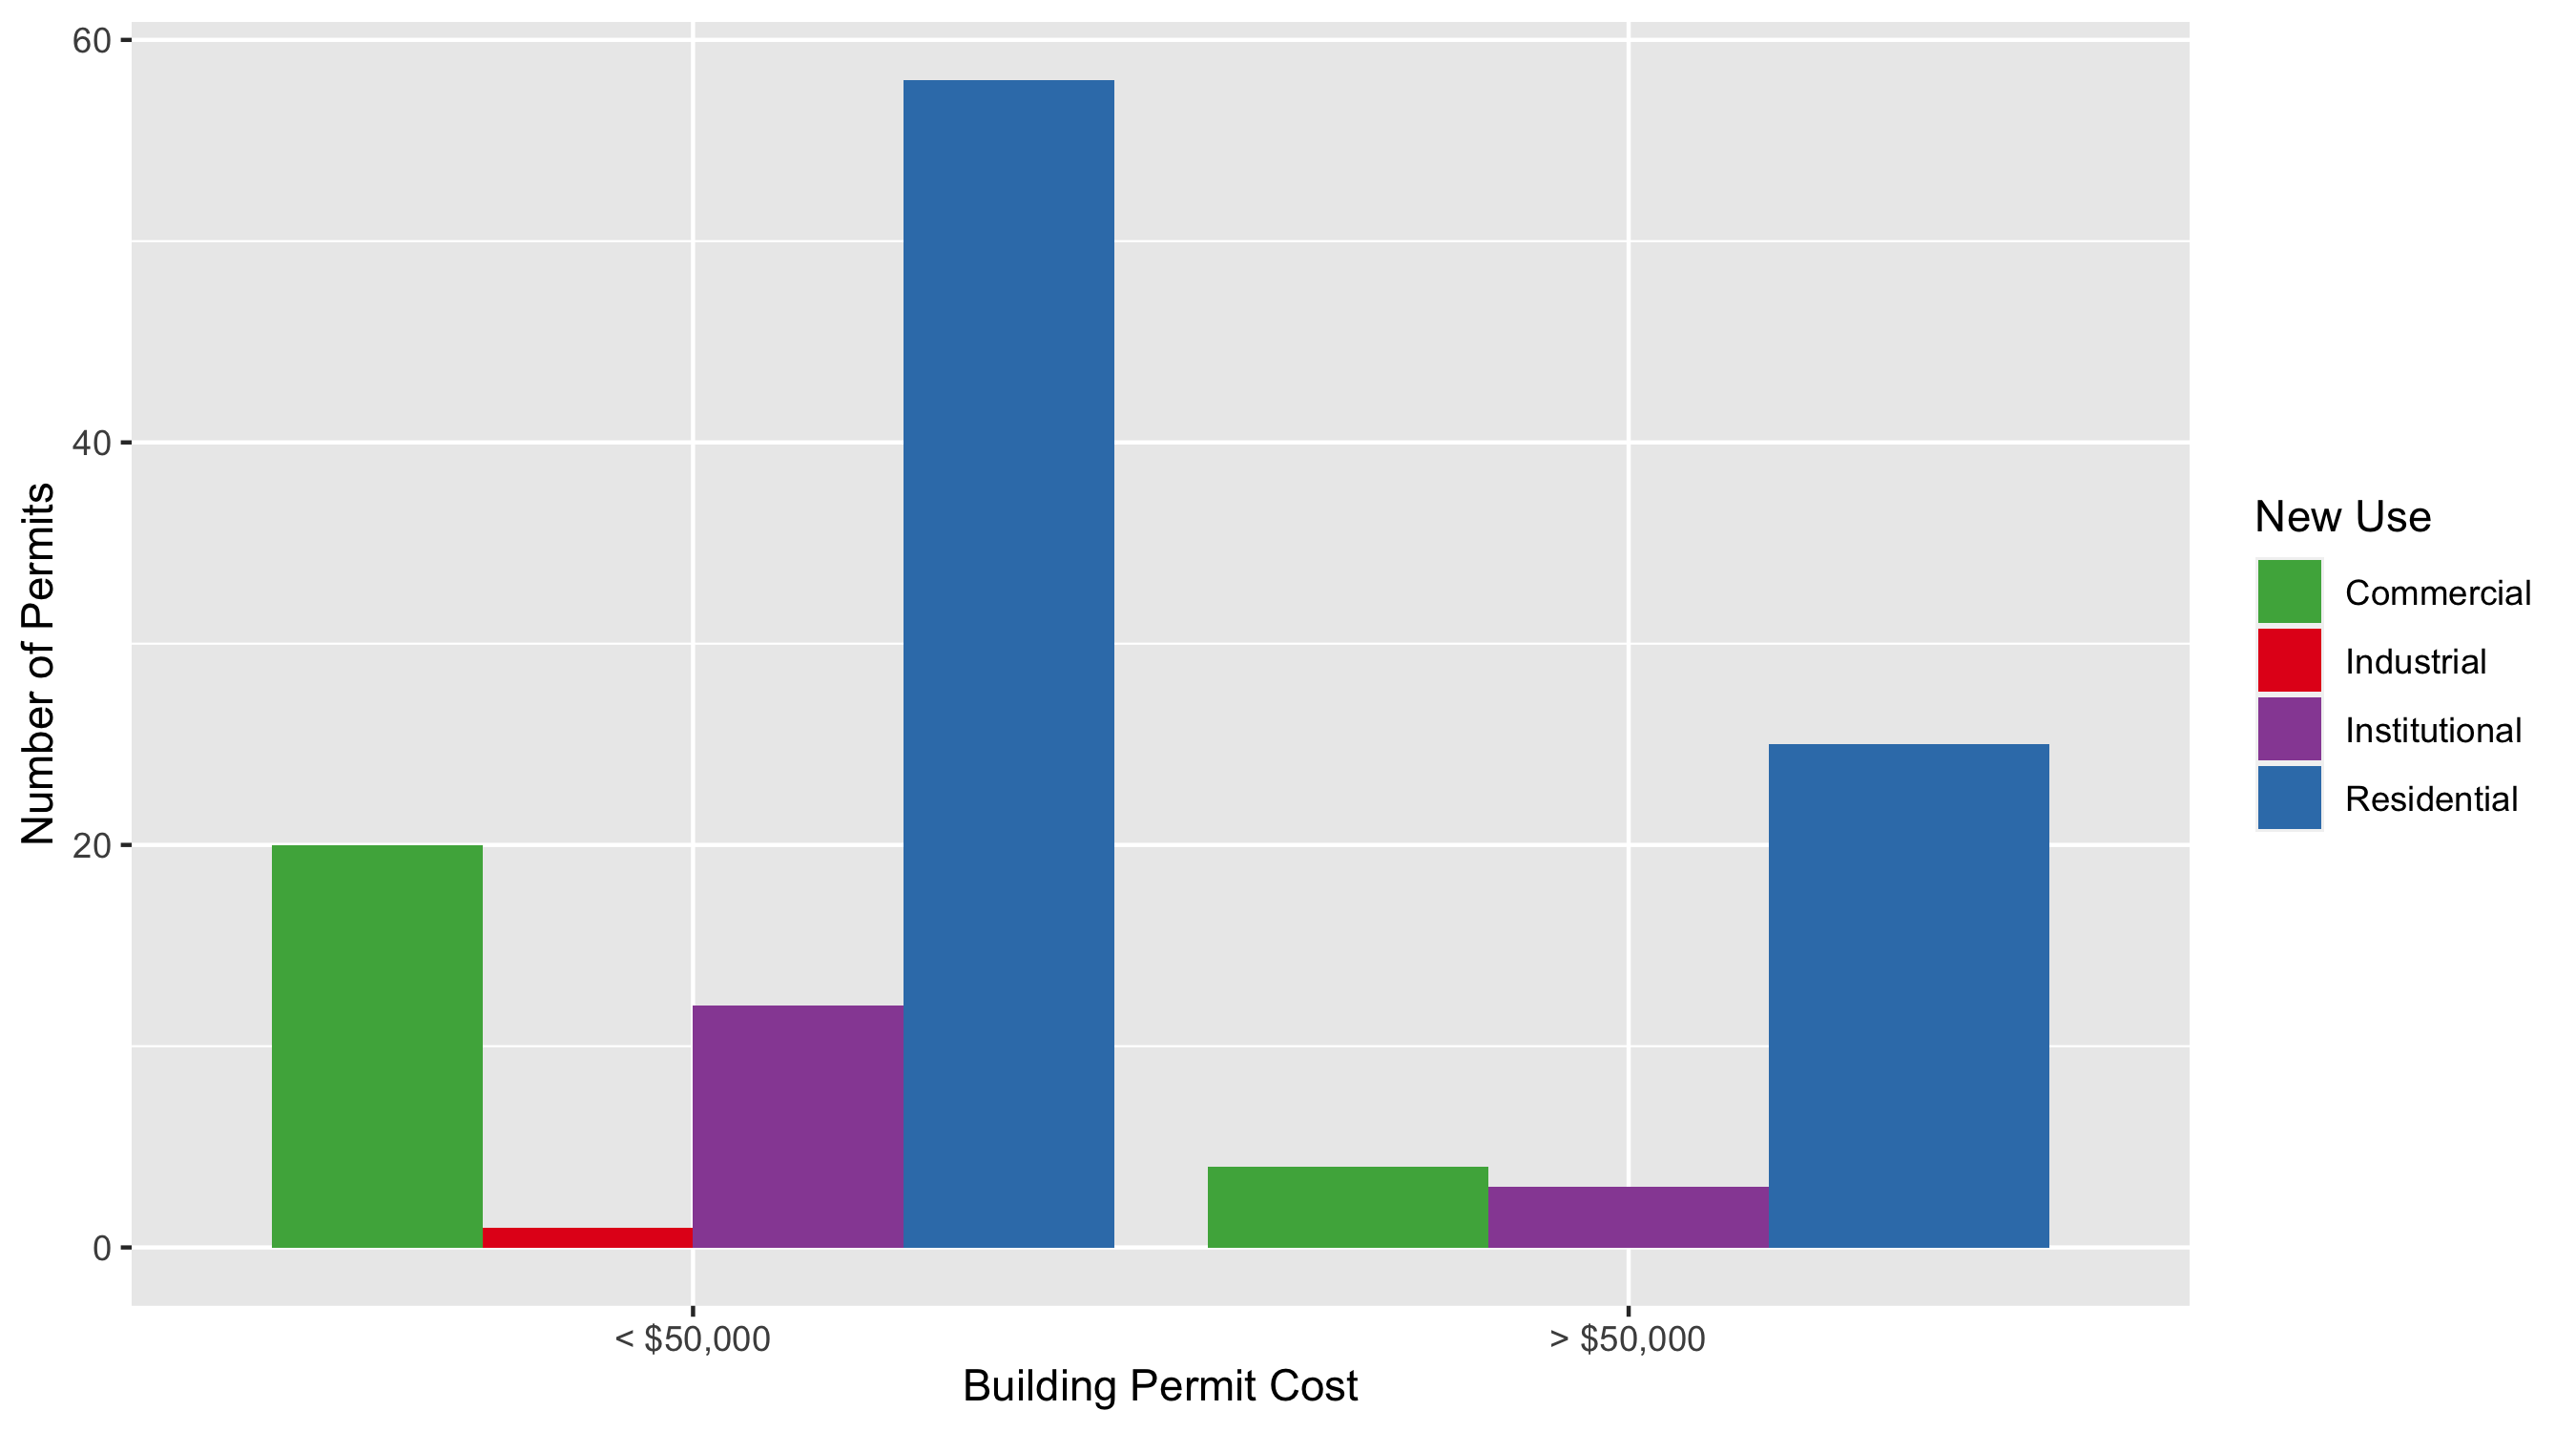 60
40
20
0
Number of Permits
< $50,000
> $50,000
Building Permit Cost
New Use
Commercial
Industrial
Institutional
Residential